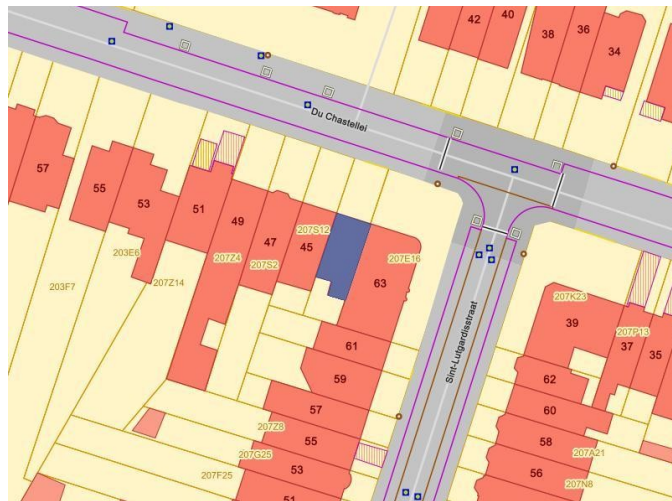 42
40
38
36
34
Du Chastellei
57
55
53
51
49
47
45
207S12
63
207E16
203F7
203E6
207Z14
207Z4
207S2
61
59
57
55
53
51
207Z8
207G25
207F25
Sint-Lutgardisstraat
207K23
39
37
35
207P13
62
60
58
56
207A21
207N8